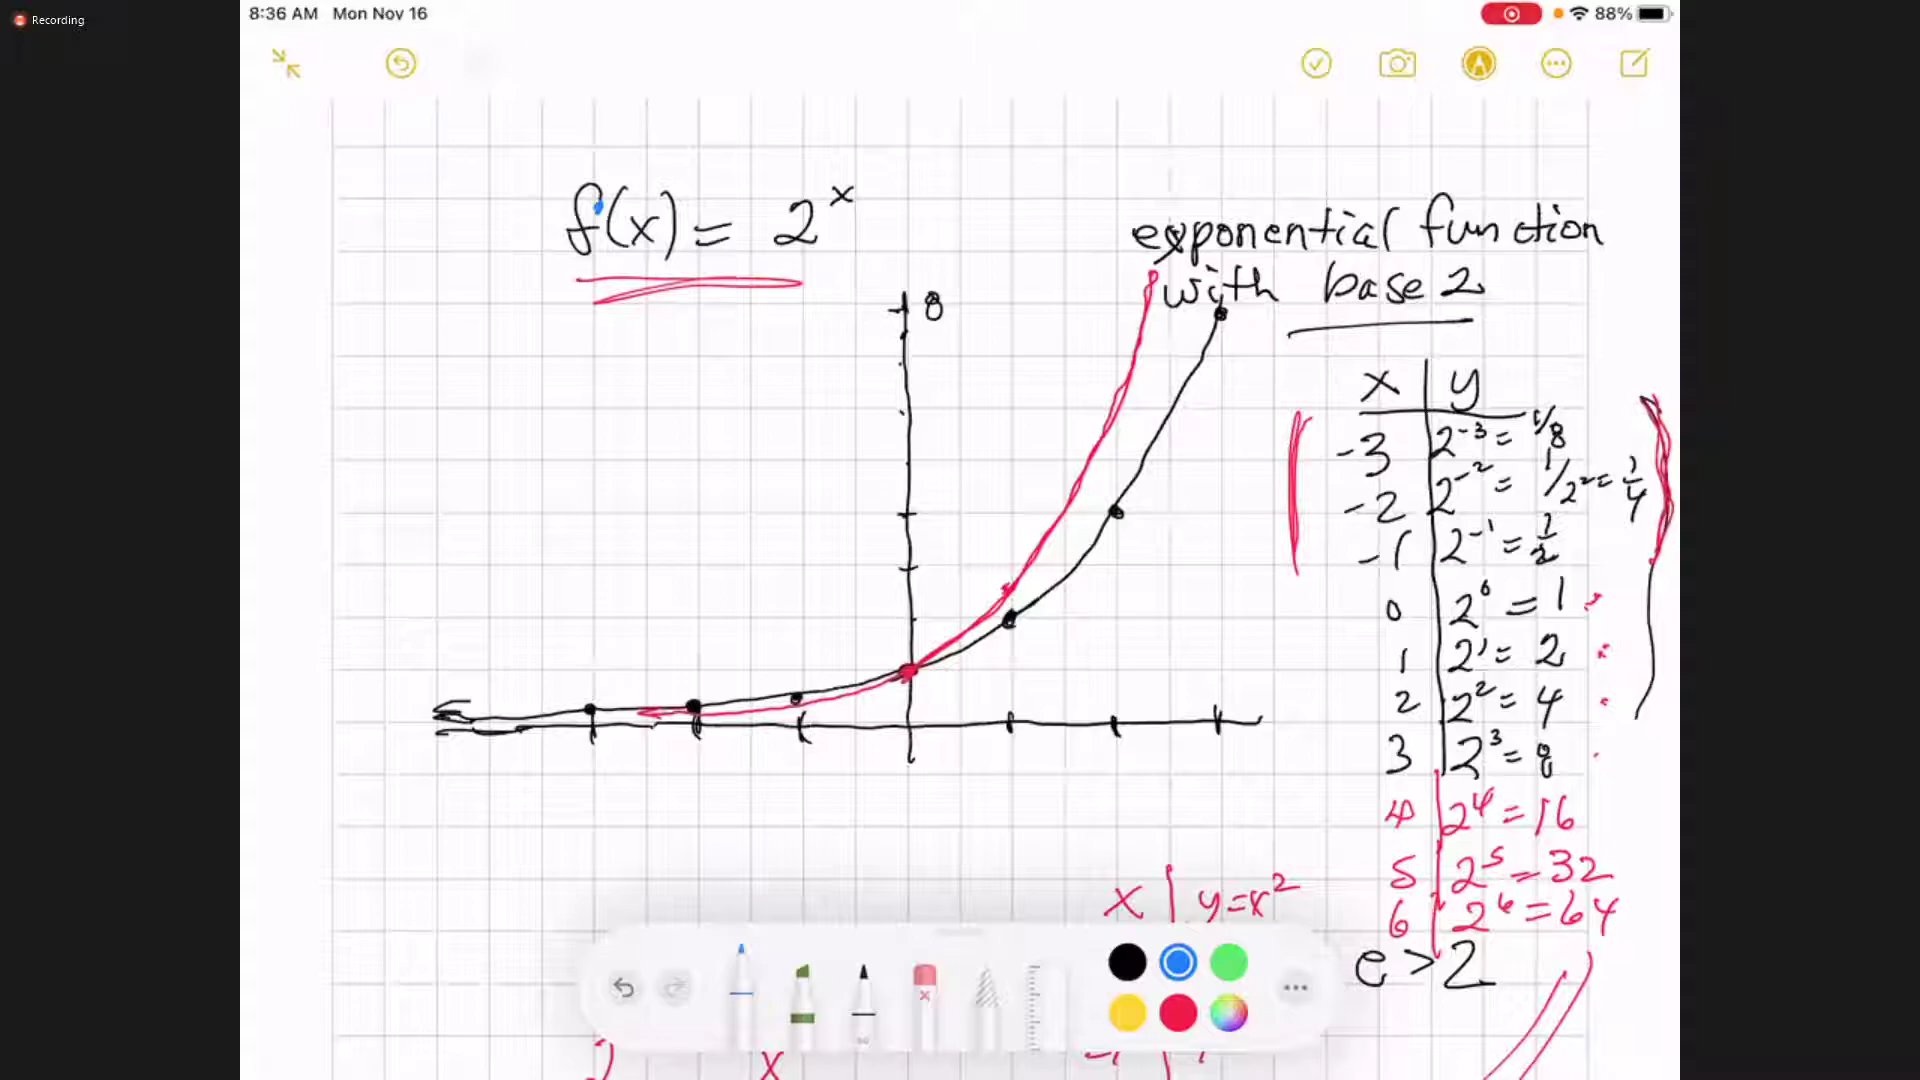 Recording
8:36 AM Mon Nov 16
88%
f(x) = 2^x
exponential function
with base 2
8
x | y
-3 | 2^-3 = 1/8
-2 | 2^-2 = 1/2^2 = 1/4
-1 | 2^-1 = 1/2
0 | 2^0 = 1
1 | 2^1 = 2
2 | 2^2 = 4
3 | 2^3 = 8
4 | 2^4 = 16
5 | 2^5 = 32
6 | 2^6 = 64
x | y=x^2
e > 2
x